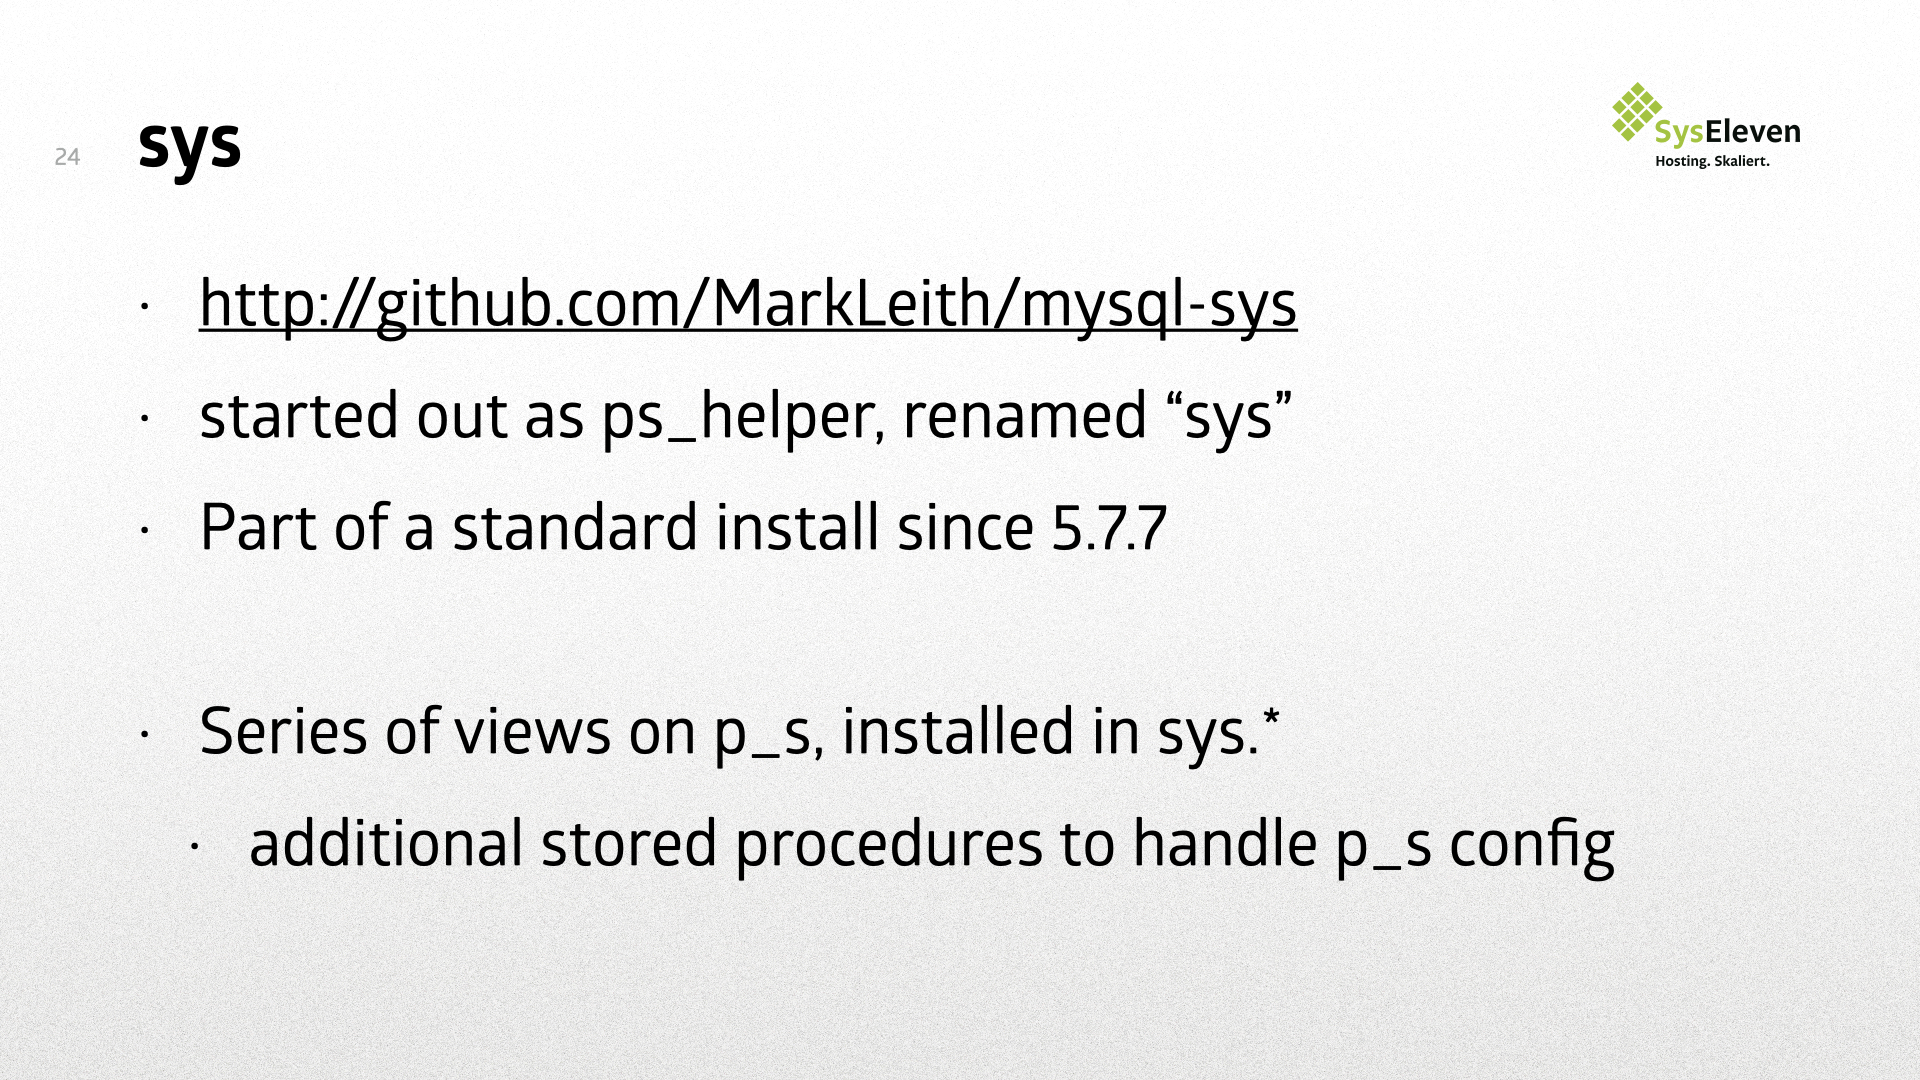 24
sys
SysEleven
Hosting. Skaliert.
· http://github.com/MarkLeith/mysql-sys
· started out as ps_helper, renamed “sys”
· Part of a standard install since 5.7.7
· Series of views on p_s, installed in sys.*
· additional stored procedures to handle p_s config